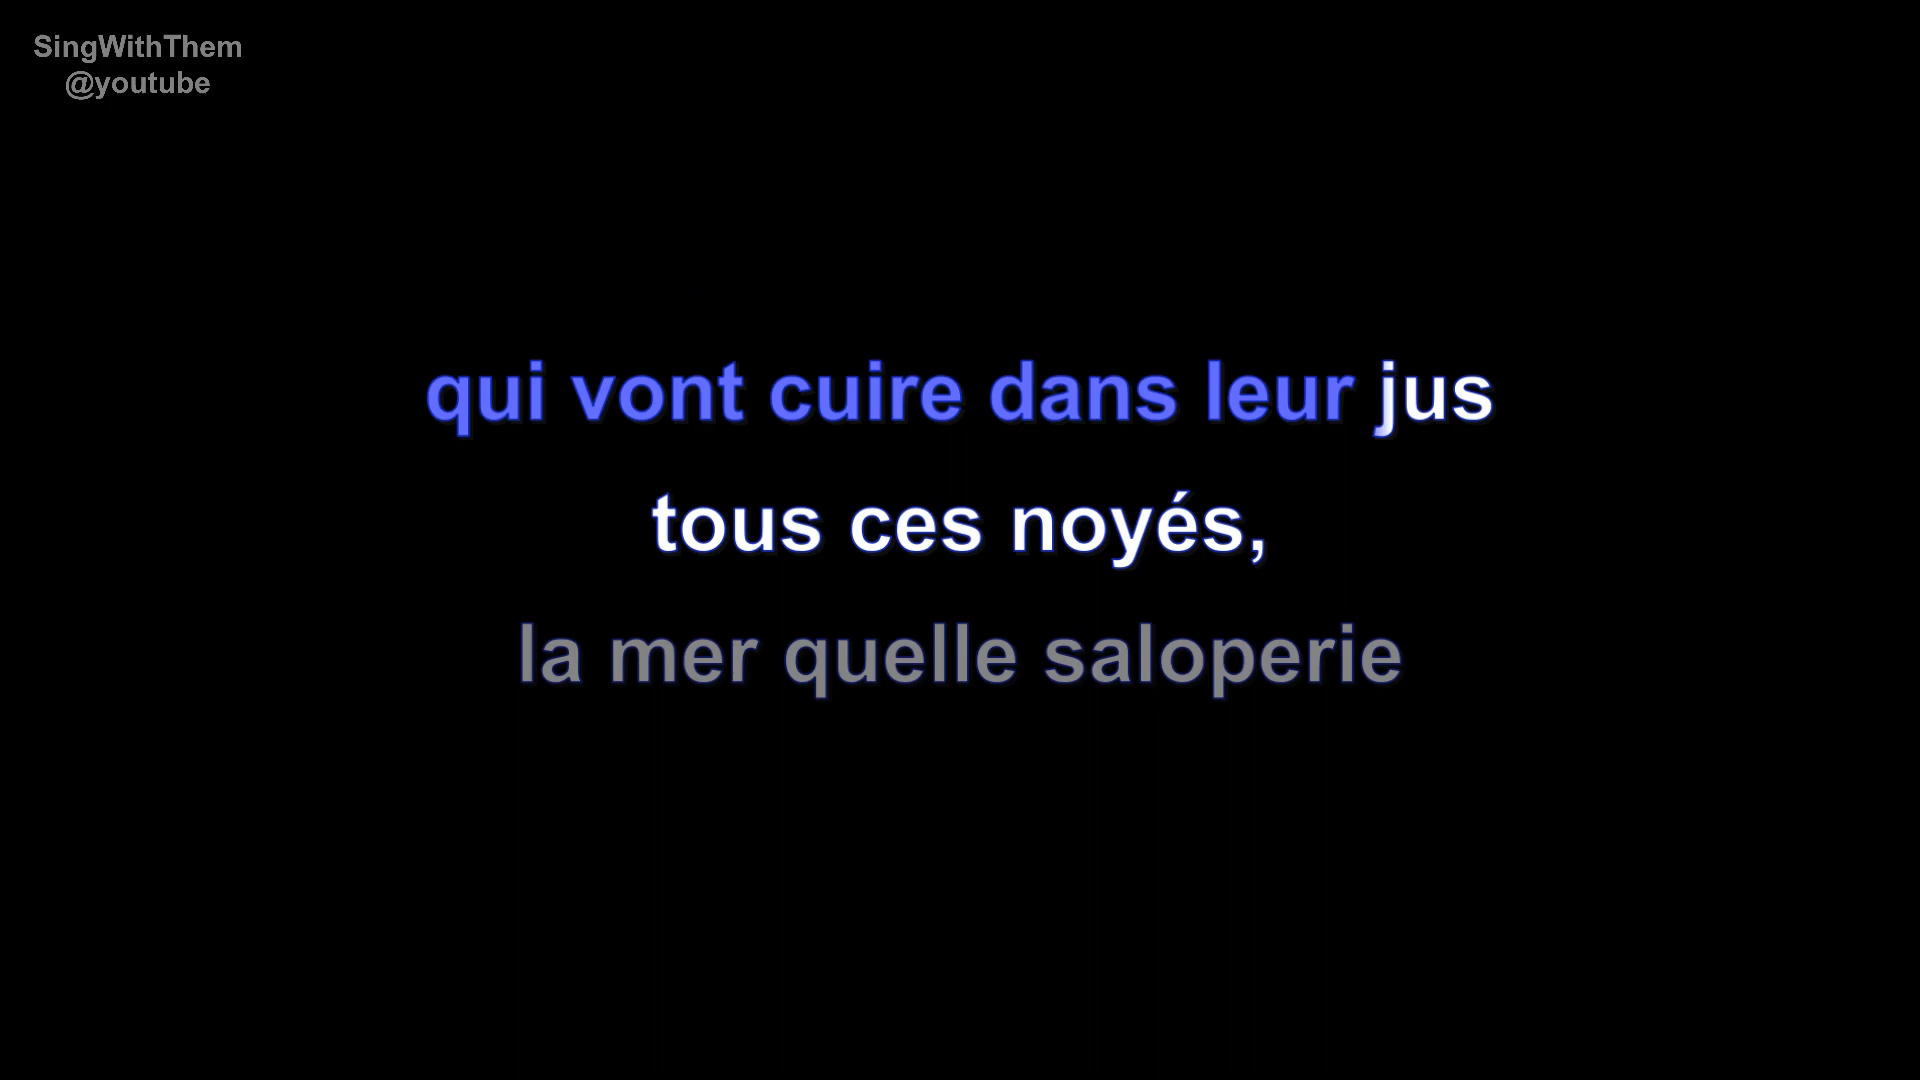 SingWithThem
@youtube
qui vont cuire dans leur jus
tous ces noyés,
la mer quelle saloperie